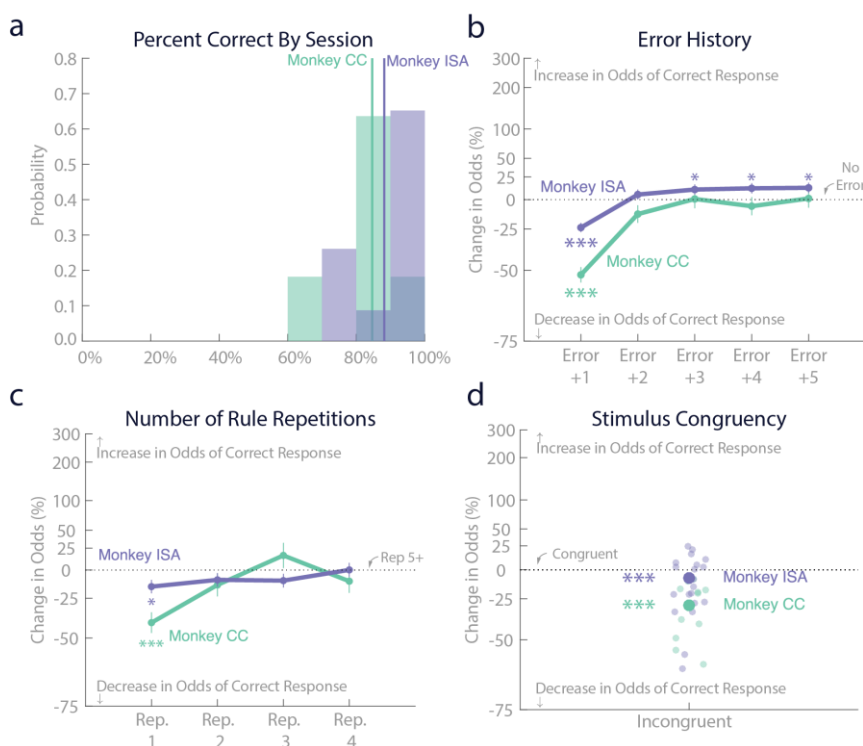 a
Percent Correct By Session
Monkey CC
Monkey ISA
Probability
0.8
0.7
0.6
0.5
0.4
0.3
0.2
0.1
0.0
0%
20%
40%
60%
80%
100%
b
Error History
Change in Odds (%)
300
200
100
50
25
0
-25
-50
-75
↑
Increase in Odds of Correct Response
Monkey ISA
* * *
No
Error
***
Monkey CC
***
Decrease in Odds of Correct Response
↓
Error
+1
Error
+2
Error
+3
Error
+4
Error
+5
c
Number of Rule Repetitions
Change in Odds (%)
300
200
100
50
25
0
-25
-50
-75
↑
Increase in Odds of Correct Response
Monkey ISA
Rep 5+
*
***
Monkey CC
Decrease in Odds of Correct Response
↓
Rep.
1
Rep.
2
Rep.
3
Rep.
4
d
Stimulus Congruency
Change in Odds (%)
300
200
100
50
25
0
-25
-50
-75
↑
Increase in Odds of Correct Response
Congruent
*** Monkey ISA
*** Monkey CC
Decrease in Odds of Correct Response
↓
Incongruent